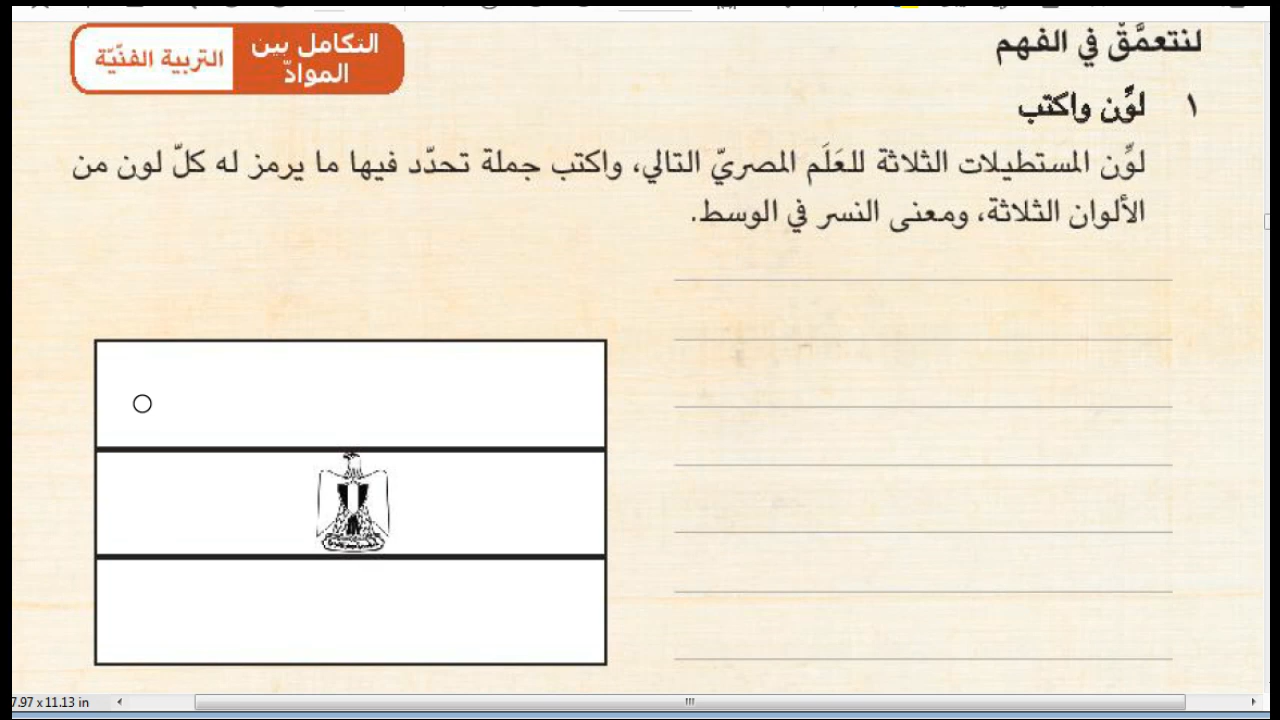 لنتعمَّقْ في الفهم
التكامل بين
الموادّ
التربية الفنّيّة
١ لوِّن واكتب
لوِّن المستطيلات الثلاثة للعَلَم المصريّ التالي، واكتب جملة تحدّد فيها ما يرمز له كلّ لون من
الألوان الثلاثة، ومعنى النسر في الوسط.
7.97 x 11.13 in